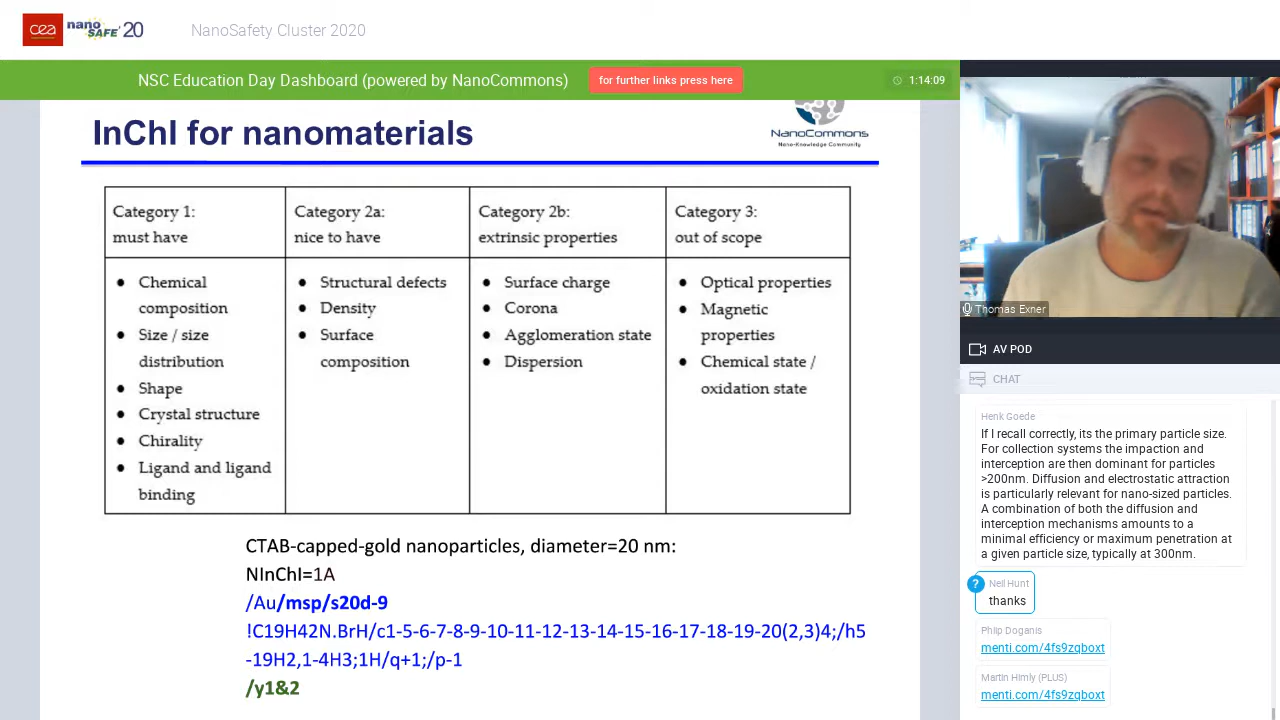 cea nano SAFE' 20
NanoSafety Cluster 2020
NSC Education Day Dashboard (powered by NanoCommons)
for further links press here
1:14:09
InChI for nanomaterials
NanoCommons
Nano-Knowledge Community
Category 1:
must have
Category 2a:
nice to have
Category 2b:
extrinsic properties
Category 3:
out of scope
• Chemical
composition
• Size / size
distribution
• Shape
• Crystal structure
• Chirality
• Ligand and ligand
binding
• Structural defects
• Density
• Surface
composition
• Surface charge
• Corona
• Agglomeration state
• Dispersion
• Optical properties
• Magnetic
properties
• Chemical state /
oxidation state
CTAB-capped-gold nanoparticles, diameter=20 nm:
NInChI=1A
/Au/msp/s20d-9
!C19H42N.BrH/c1-5-6-7-8-9-10-11-12-13-14-15-16-17-18-19-20(2,3)4;/h5
-19H2,1-4H3;1H/q+1;/p-1
/y1&2
Thomas Exner
AV POD
CHAT
Henk Goede
If I recall correctly, its the primary particle size.
For collection systems the impaction and
interception are then dominant for particles
>200nm. Diffusion and electrostatic attraction
is particularly relevant for nano-sized particles.
A combination of both the diffusion and
interception mechanisms amounts to a
minimal efficiency or maximum penetration at
a given particle size, typically at 300nm.
?
Neil Hunt
thanks
Phlip Doganis
menti.com/4fs9zqboxt
Martin Himly (PLUS)
menti.com/4fs9zqboxt